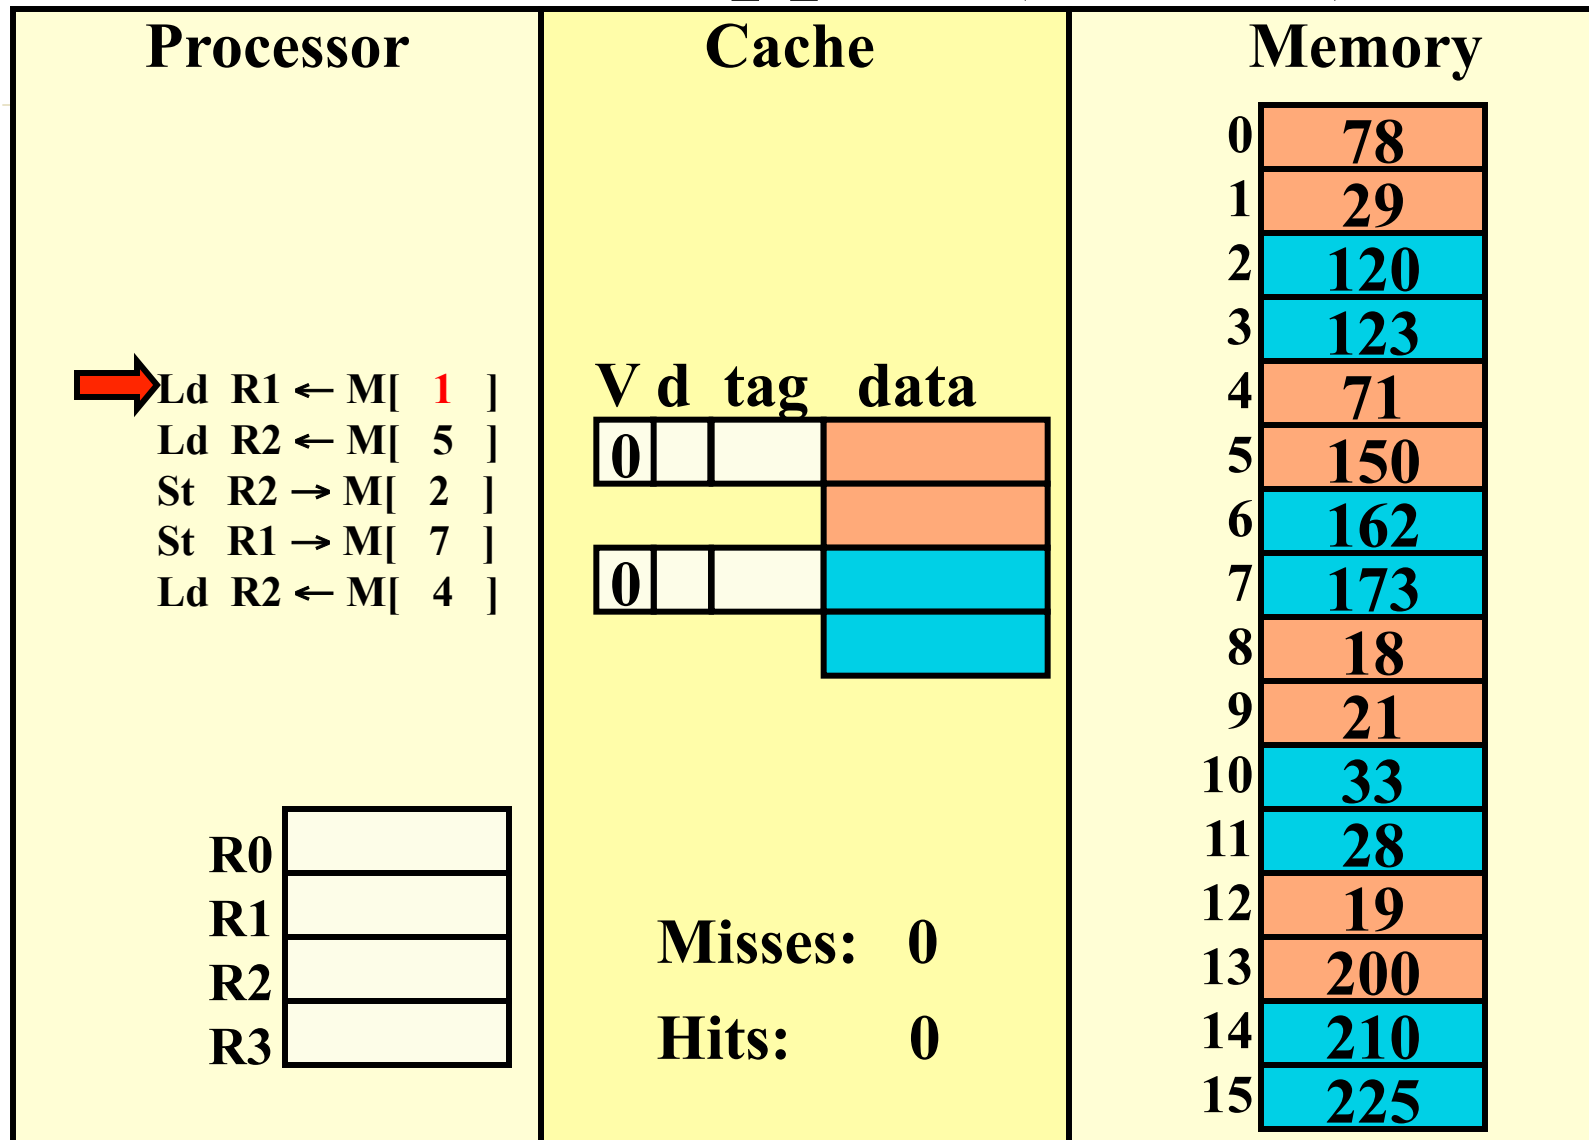 Processor
Ld R1 ← M[ 1 ]
Ld R2 ← M[ 5 ]
St R2 → M[ 2 ]
St R1 → M[ 7 ]
Ld R2 ← M[ 4 ]
R0
R1
R2
R3
Cache
V d tag data
0
0
Misses: 0
Hits: 0
Memory
0 78
1 29
2 120
3 123
4 71
5 150
6 162
7 173
8 18
9 21
10 33
11 28
12 19
13 200
14 210
15 225